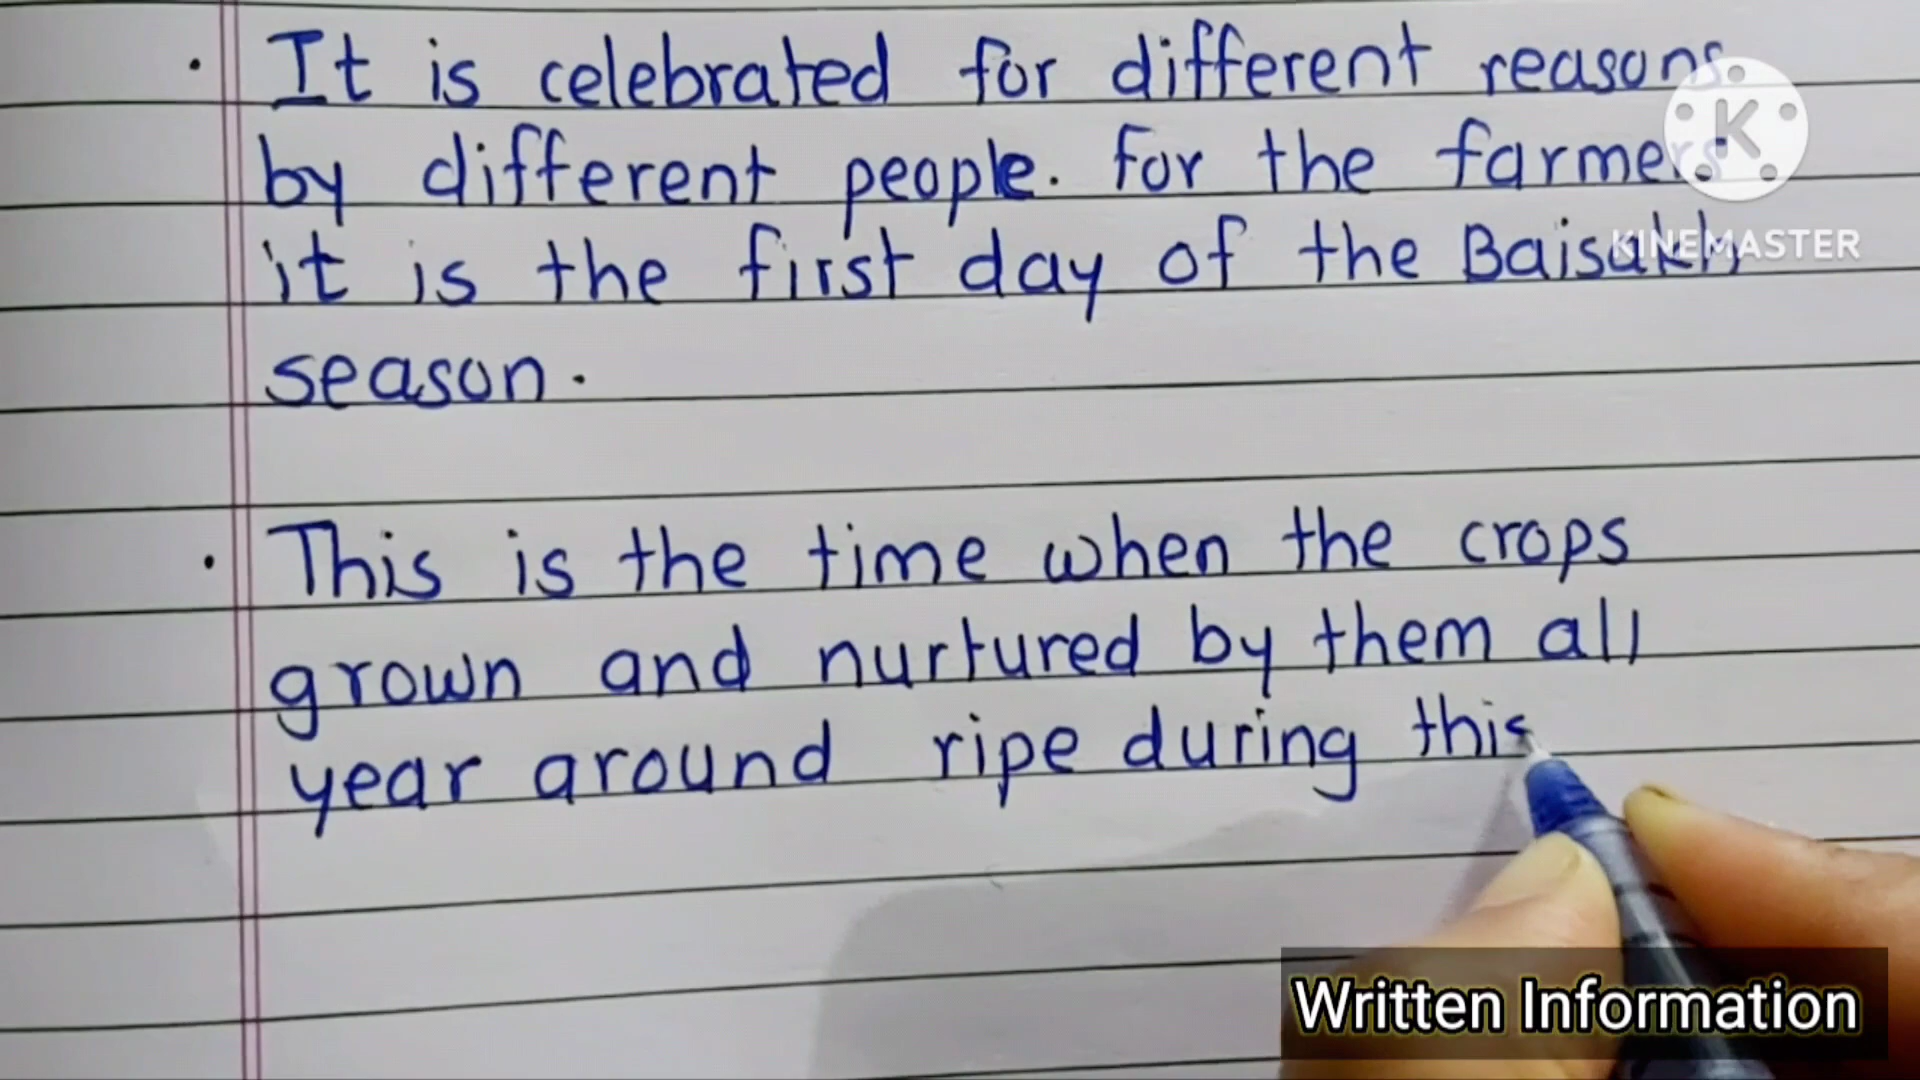 • It is celebrated for different reasons
by different people. For the farmers
it is the first day of the Baisakh
season.
• This is the time when the crops
grown and nurtured by them all
year around ripe during this
K
KINEMASTER
Written Information